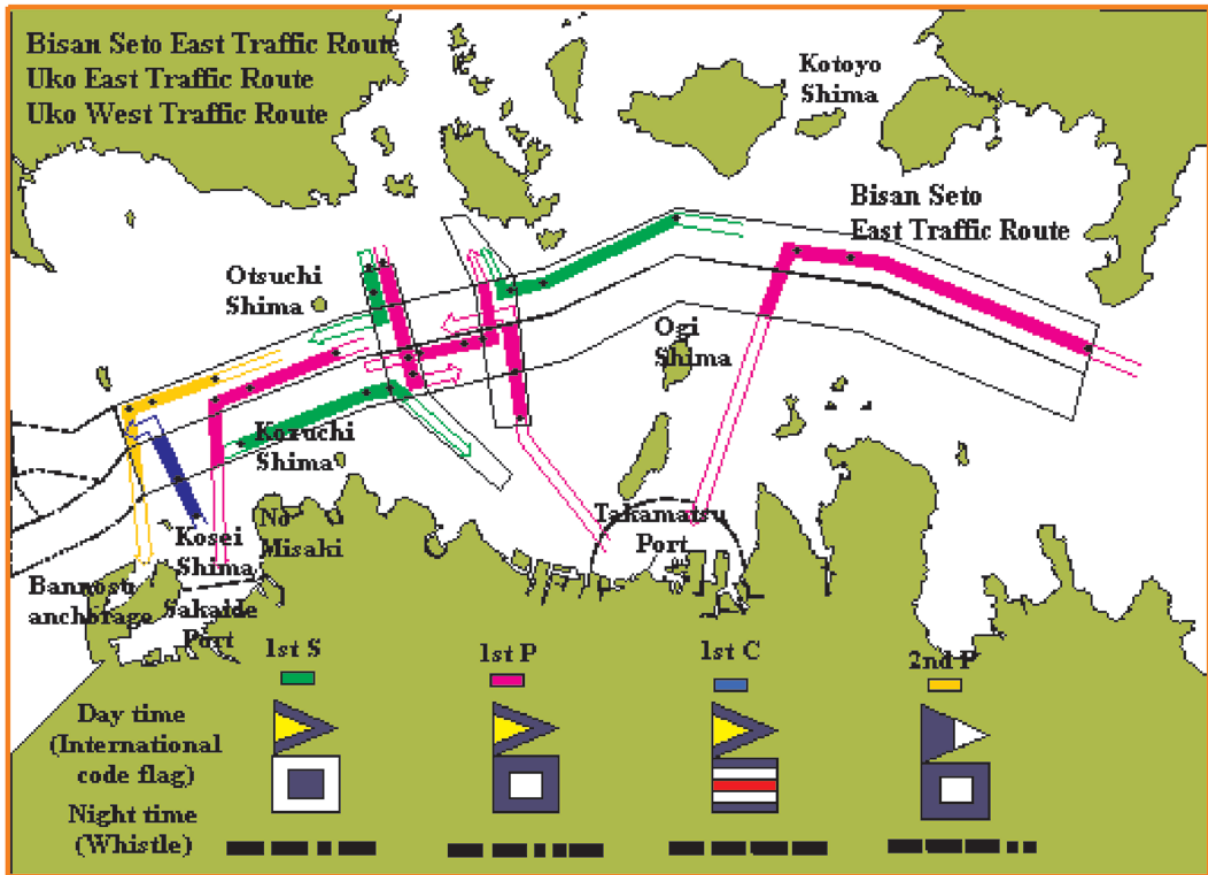 Bisan Seto East Traffic Route
Uko East Traffic Route
Uko West Traffic Route
Kotoyo
Shima
Bisan Seto
East Traffic Route
Otsuchi
Shima
Ogi
Shima
Kozuchi
Shima
No
Misaki
Takamatsu
Port
Kosei
Shima
Bannosu
anchorage
Sakaide
Port
1st S
1st P
1st C
2nd P
Day time
(International
code flag)
Night time
(Whistle)